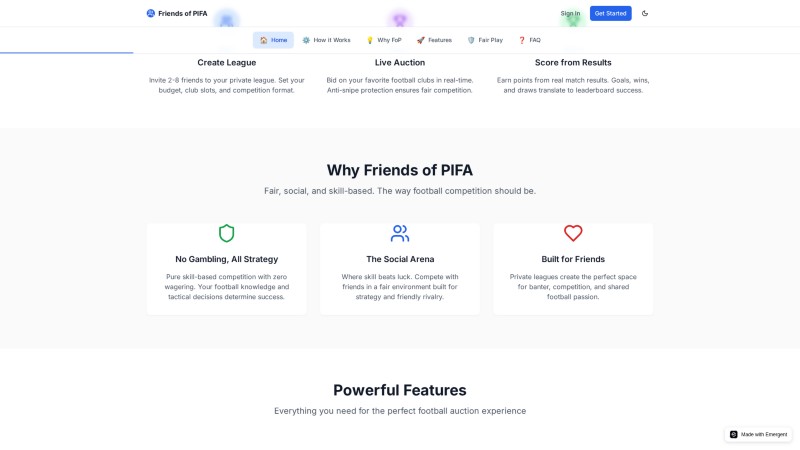 Friends of PIFA
Sign In
Get Started
Home
How it Works
Why FoP
Features
Fair Play
FAQ
Create League
Invite 2-8 friends to your private league. Set your
budget, club slots, and competition format.
Live Auction
Bid on your favorite football clubs in real-time.
Anti-snipe protection ensures fair competition.
Score from Results
Earn points from real match results. Goals, wins,
and draws translate to leaderboard success.
Why Friends of PIFA
Fair, social, and skill-based. The way football competition should be.
No Gambling, All Strategy
Pure skill-based competition with zero
wagering. Your football knowledge and
tactical decisions determine success.
The Social Arena
Where skill beats luck. Compete with
friends in a fair environment built for
strategy and friendly rivalry.
Built for Friends
Private leagues create the perfect space
for banter, competition, and shared
football passion.
Powerful Features
Everything you need for the perfect football auction experience
Made with Emergent